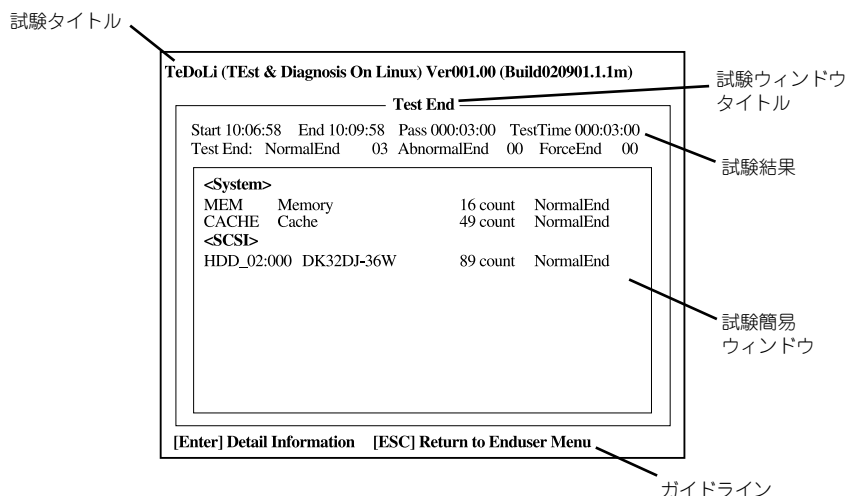 試験タイトル
TeDoLi (TEst & Diagnosis On Linux) Ver001.00 (Build020901.1.1m)
試験ウィンドウ
タイトル
Test End
Start 10:06:58 End 10:09:58 Pass 000:03:00 TestTime 000:03:00
Test End: NormalEnd 03 AbnormalEnd 00 ForceEnd 00
試験結果
<System>
MEM Memory 16 count NormalEnd
CACHE Cache 49 count NormalEnd
<SCSI>
HDD_02:000 DK32DJ-36W 89 count NormalEnd
試験簡易
ウィンドウ
[Enter] Detail Information [ESC] Return to Enduser Menu
ガイドライン